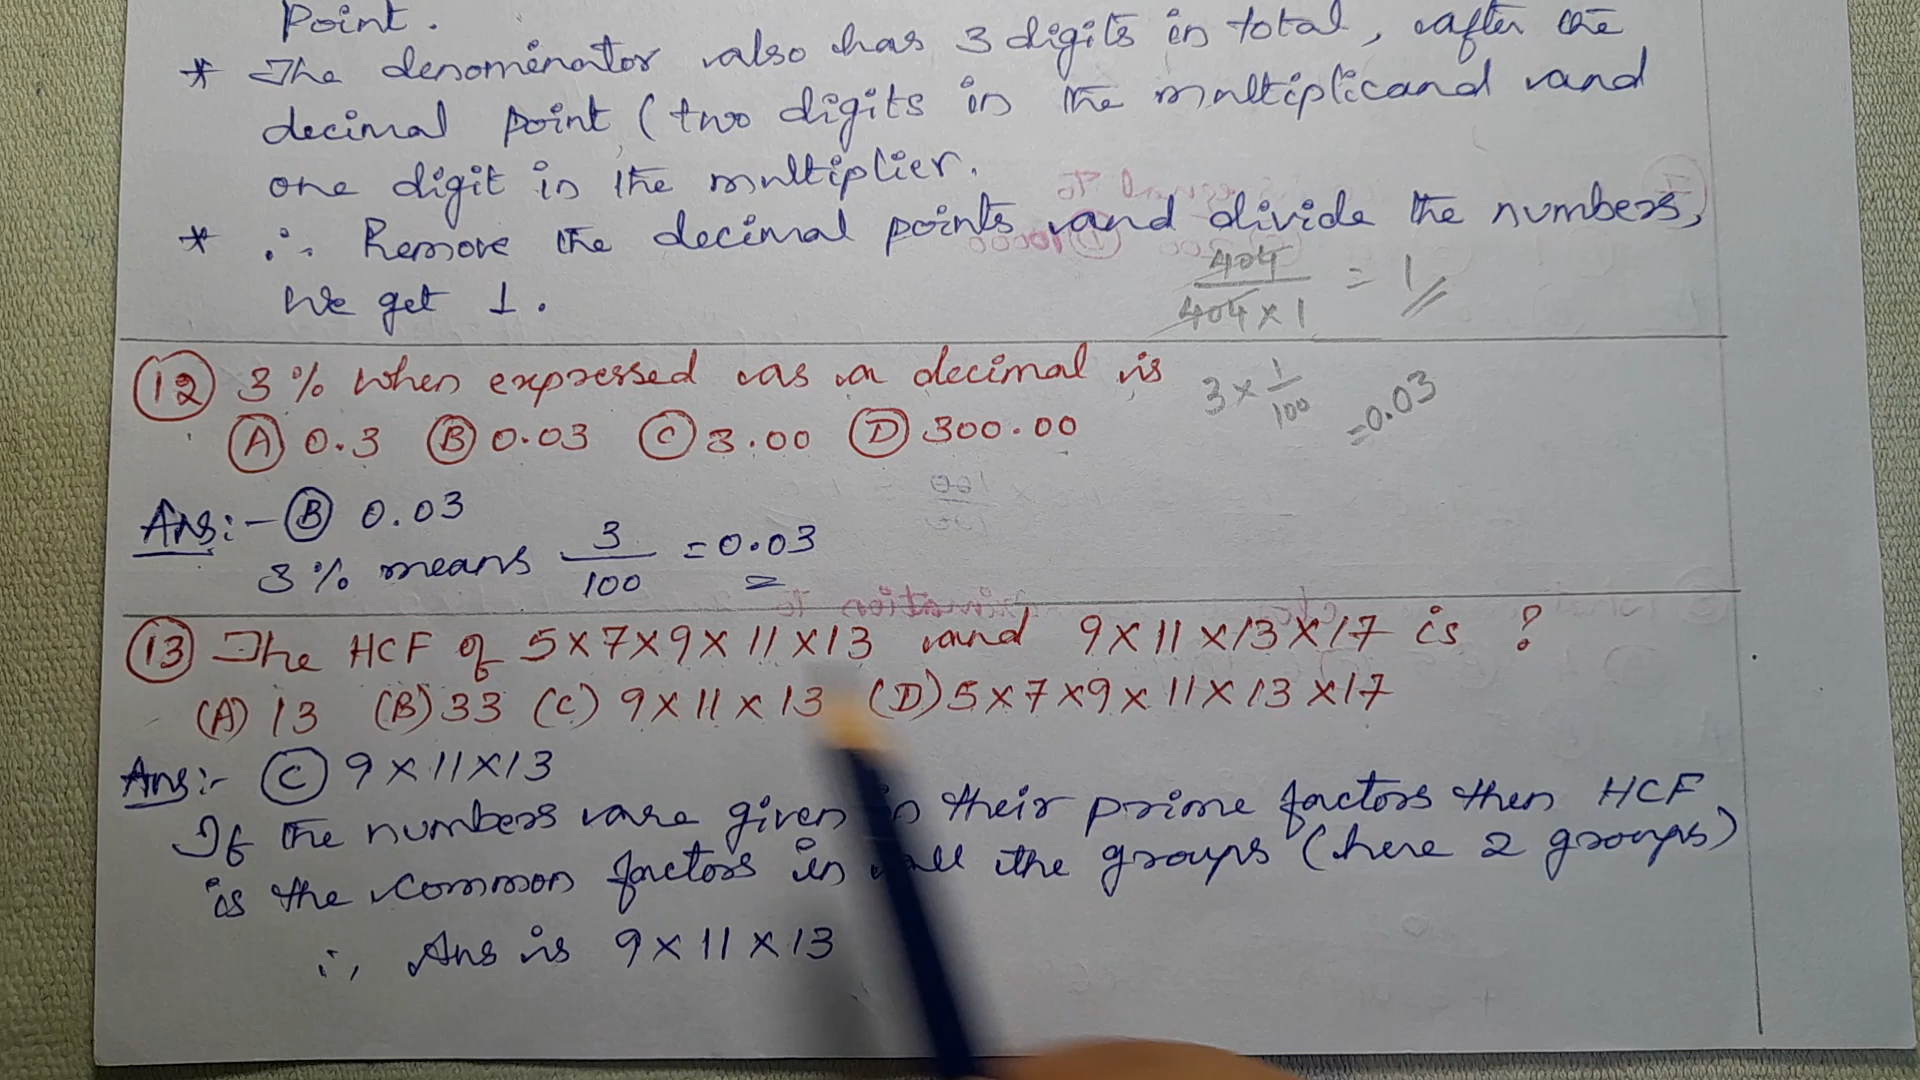 Point.
* The denominator also has 3 digits in total, after the
decimal point (two digits in the multiplicand and
one digit in the multiplier.
* ∴ Remove the decimal points and divide the numbers,
We get 1.
404
404 × 1
= 1
(12) 3% when expressed as a decimal is
3 × 1/100 = 0.03
(A) 0.3 (B) 0.03 (C) 3.00 (D) 300.00
Ans:- (B) 0.03
3% means 3/100 = 0.03
(13) The HCF of 5×7×9×11×13 and 9×11×13×17 is ?
(A) 13 (B) 33 (C) 9×11×13 (D) 5×7×9×11×13×17
Ans:- (C) 9×11×13
If the numbers are given in their prime factors then HCF
is the common factors in all the groups (here 2 groups)
∴, Ans is 9×11×13